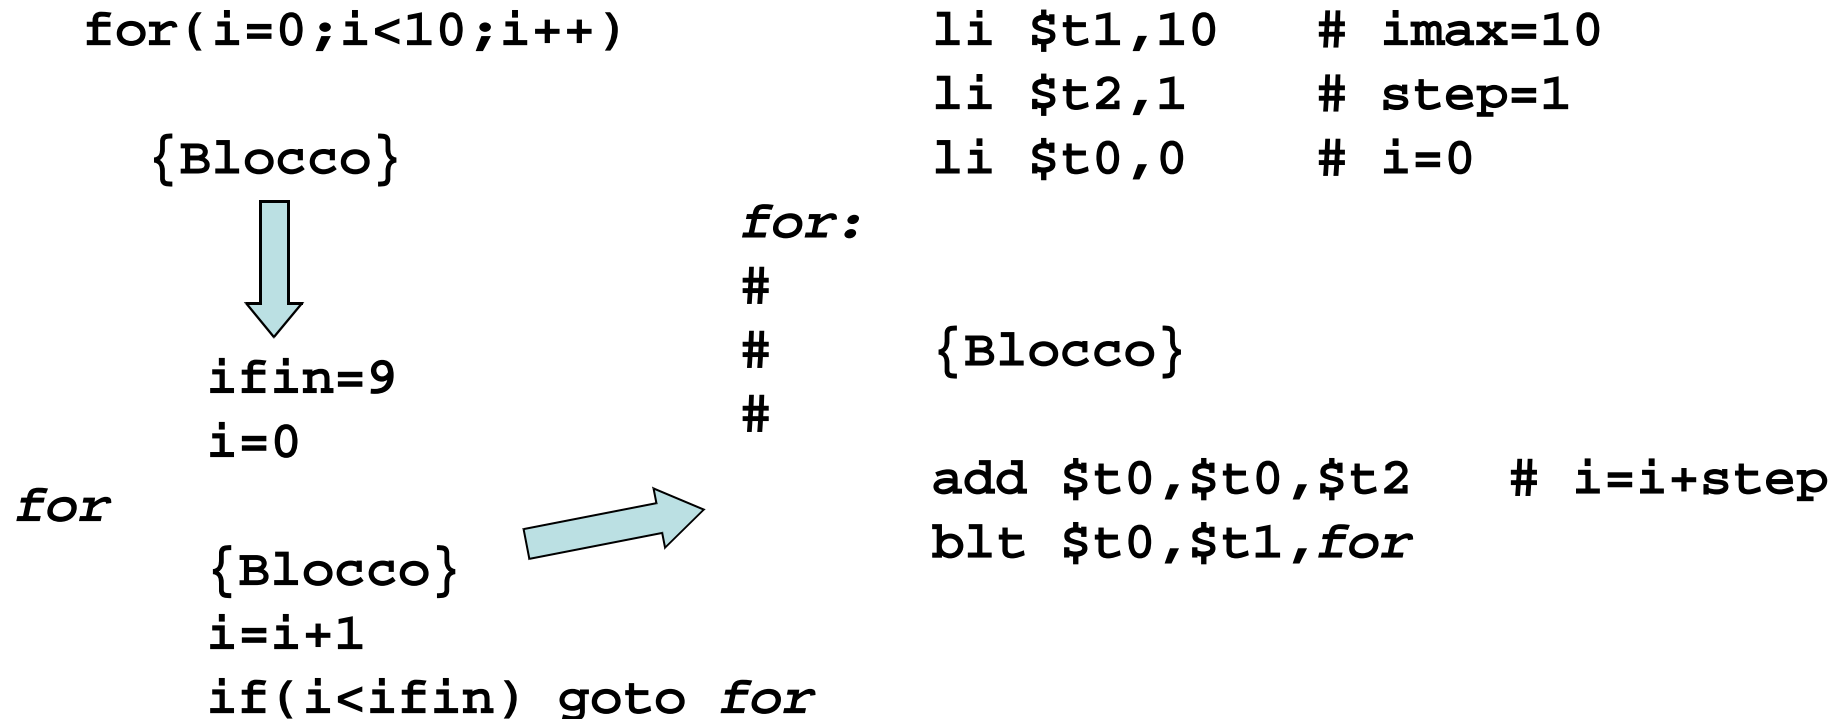 for(i=0;i<10;i++)
{Blocco}
ifin=9
i=0
for
{Blocco}
i=i+1
if(i<ifin) goto for
li $t1,10 # imax=10
li $t2,1 # step=1
li $t0,0 # i=0
for:
#
# {Blocco}
#
add $t0,$t0,$t2 # i=i+step
blt $t0,$t1,for